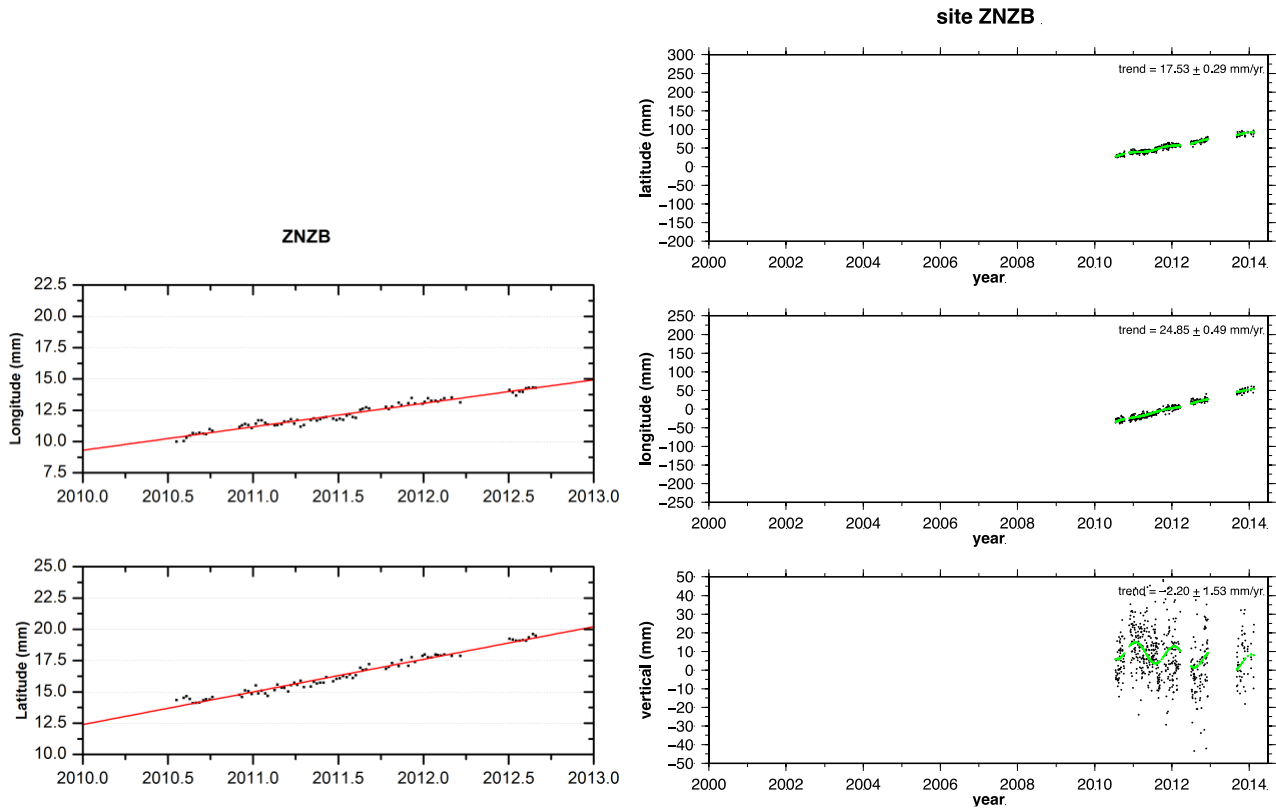 ZNZB
Longitude (mm)
22.5
20.0
17.5
15.0
12.5
10.0
7.5
2010.0 2010.5 2011.0 2011.5 2012.0 2012.5 2013.0
Latitude (mm)
25.0
22.5
20.0
17.5
15.0
12.5
10.0
2010.0 2010.5 2011.0 2011.5 2012.0 2012.5 2013.0
site ZNZB
trend = 17.53 ± 0.29 mm/yr.
latitude (mm)
300
250
200
150
100
50
0
−50
−100
−150
−200
2000 2002 2004 2006 2008 2010 2012 2014
year
trend = 24.85 ± 0.49 mm/yr.
longitude (mm)
250
200
150
100
50
0
−50
−100
−150
−200
−250
2000 2002 2004 2006 2008 2010 2012 2014
year
trend = −2.20 ± 1.53 mm/yr.
vertical (mm)
50
40
30
20
10
0
−10
−20
−30
−40
−50
2000 2002 2004 2006 2008 2010 2012 2014